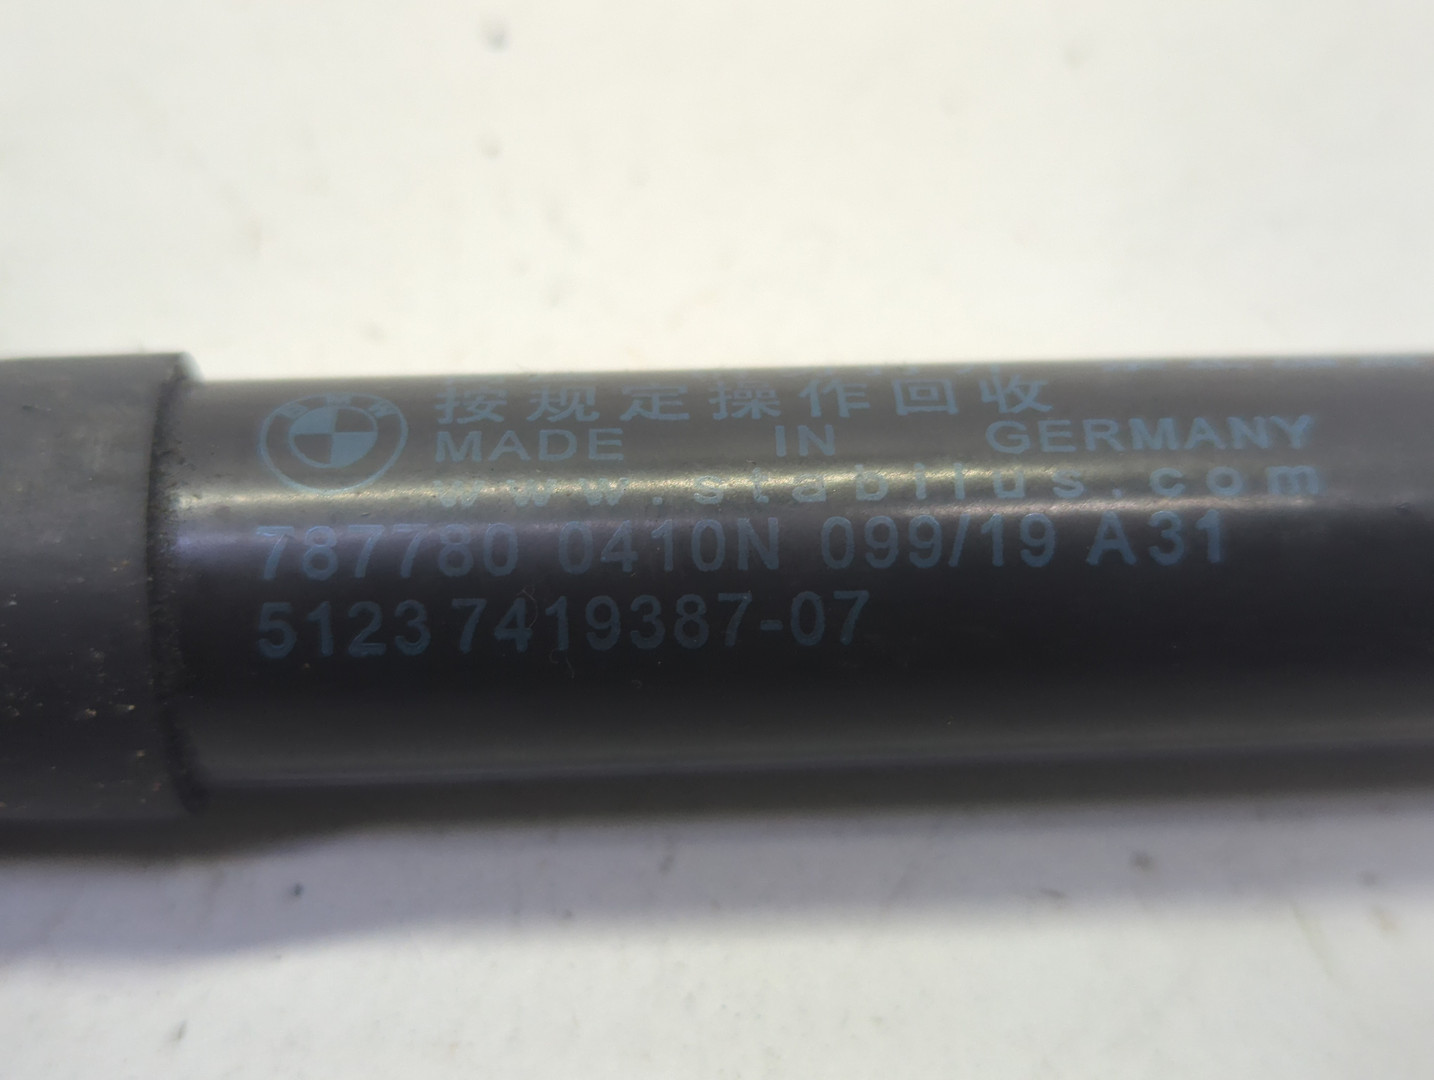 按规定操作回收
BMW
MADE IN GERMANY
www.stabilus.com
787780 0410N 099/19 A31
51237419387-07